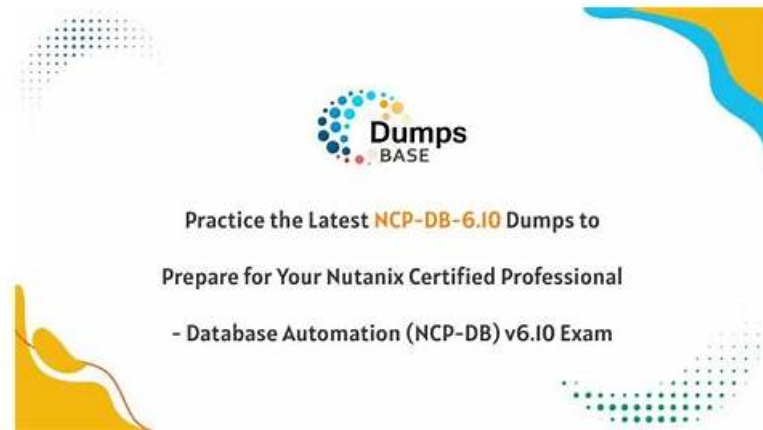 Dumps
BASE
Practice the Latest NCP-DB-6.10 Dumps to
Prepare for Your Nutanix Certified Professional
- Database Automation (NCP-DB) v6.10 Exam